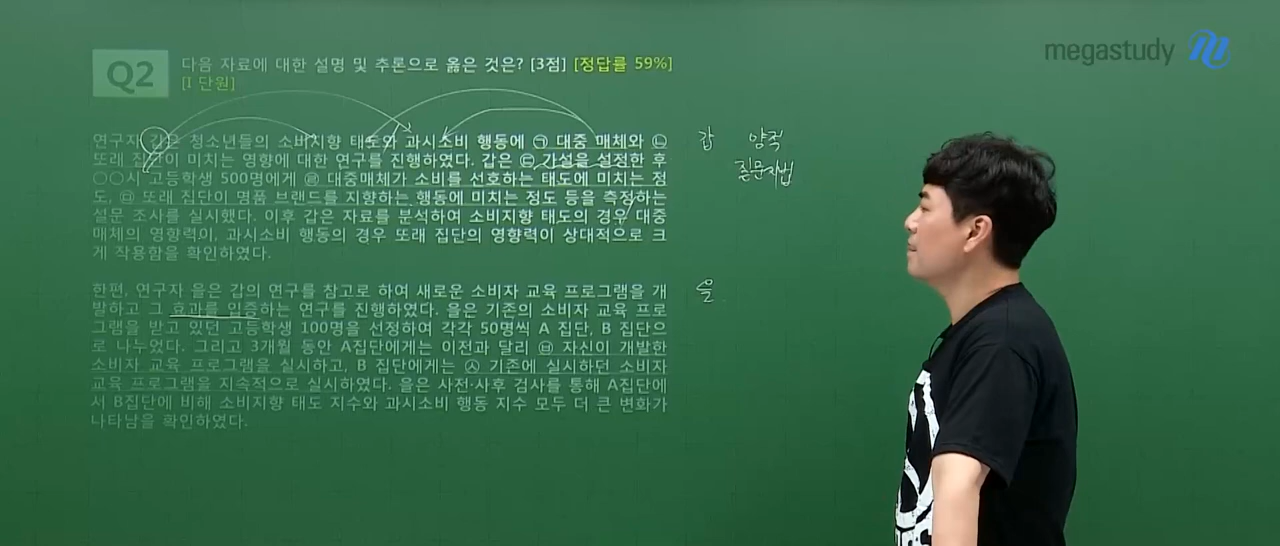 megastudy
Q2
다음 자료에 대한 설명 및 추론으로 옳은 것은? [3점] [정답률 59%]
[I 단원]
연구자 갑은 청소년들의 소비지향 태도와 과시소비 행동에 ㉠ 대중 매체와 ㉡
또래 집단이 미치는 영향에 대한 연구를 진행하였다. 갑은 ㉢ 가설을 설정한 후
○○시 고등학생 500명에게 ㉣ 대중매체가 소비를 선호하는 태도에 미치는 정
도, ㉤ 또래 집단이 명품 브랜드를 지향하는 행동에 미치는 정도 등을 측정하는
설문 조사를 실시했다. 이후 갑은 자료를 분석하여 소비지향 태도의 경우 대중
매체의 영향력이, 과시소비 행동의 경우 또래 집단의 영향력이 상대적으로 크
게 작용함을 확인하였다.
갑 양적
질문지법
한편, 연구자 을은 갑의 연구를 참고로 하여 새로운 소비자 교육 프로그램을 개
발하고 그 효과를 입증하는 연구를 진행하였다. 을은 기존의 소비자 교육 프로
그램을 받고 있던 고등학생 100명을 선정하여 각각 50명씩 A 집단, B 집단으
로 나누었다. 그리고 3개월 동안 A집단에게는 이전과 달리 ㉥ 자신이 개발한
소비자 교육 프로그램을 실시하고, B 집단에게는 ㉦ 기존에 실시하던 소비자
교육 프로그램을 지속적으로 실시하였다. 을은 사전·사후 검사를 통해 A집단에
서 B집단에 비해 소비지향 태도 지수와 과시소비 행동 지수 모두 더 큰 변화가
나타남을 확인하였다.
을